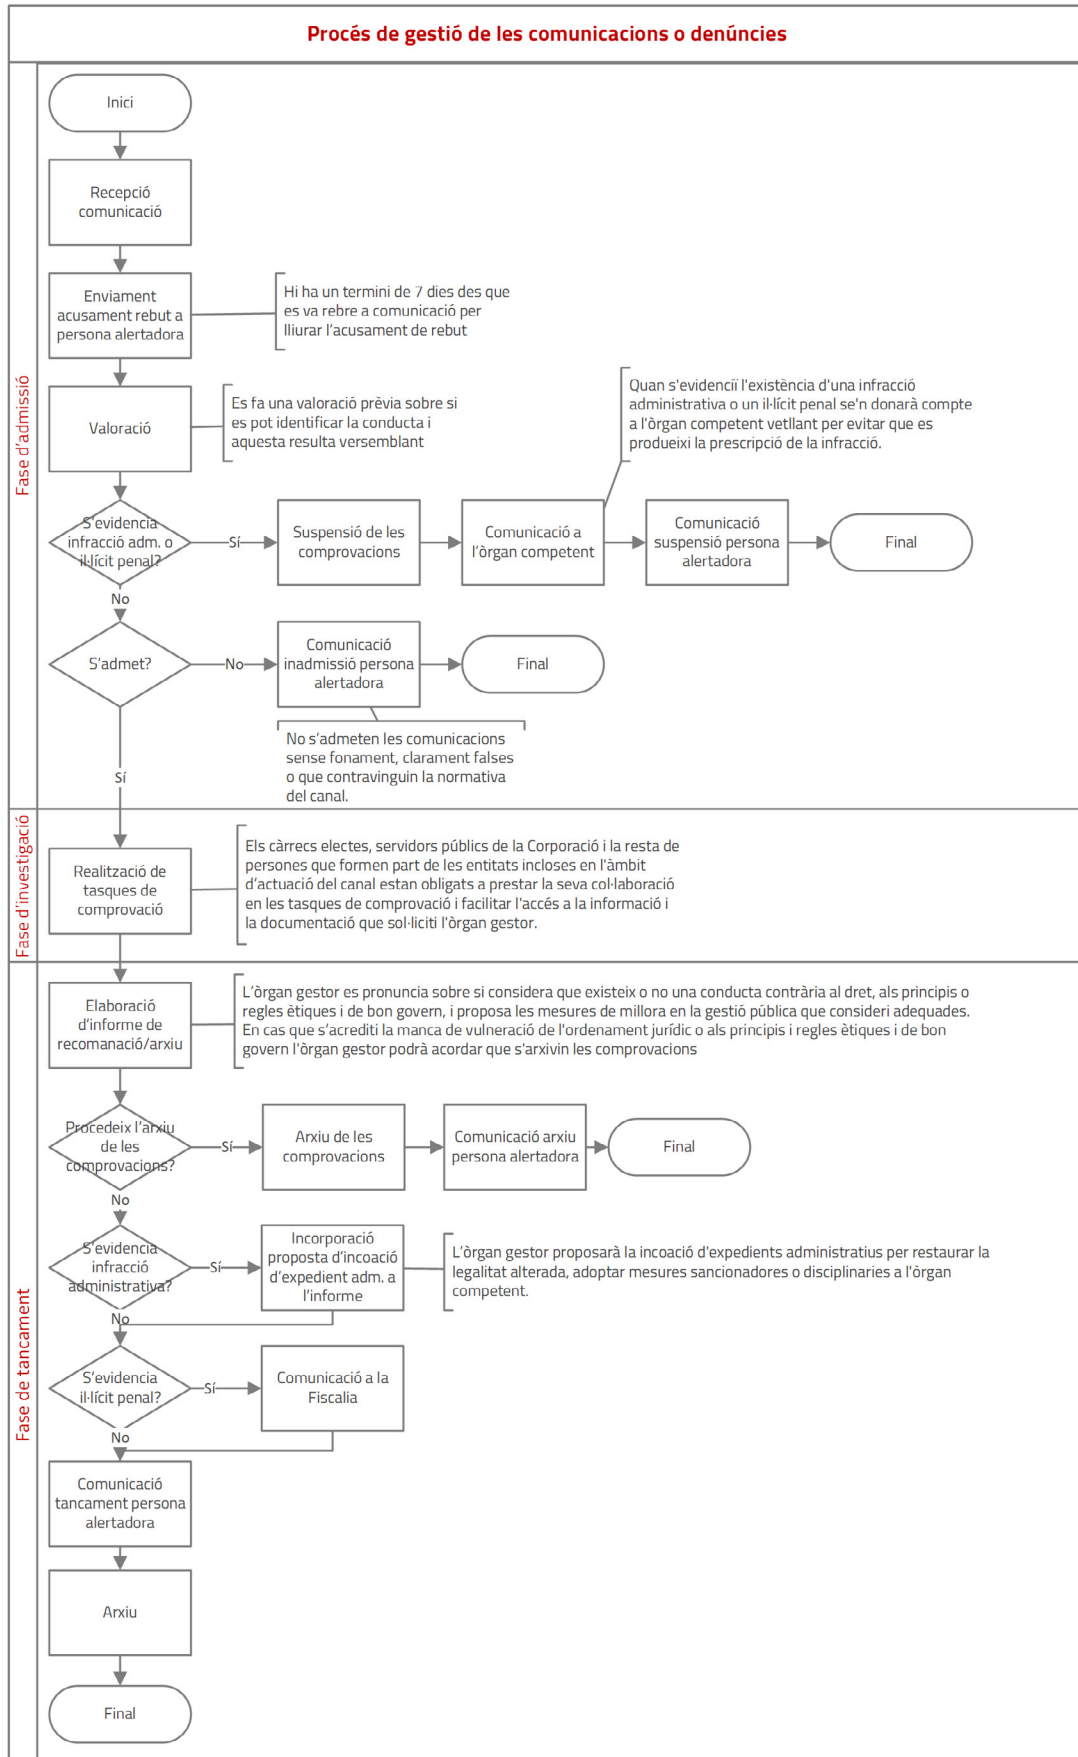 Procés de gestió de les comunicacions o denúncies
Fase d'admissió
Inici
Recepció
comunicació
Enviament
acusament rebut a
persona alertadora
Hi ha un termini de 7 dies des que
es va rebre a comunicació per
lliurar l'acusament de rebut
Valoració
Es fa una valoració prèvia sobre si
es pot identificar la conducta i
aquesta resulta versemblant
Quan s'evidenciï l'existència d'una infracció
administrativa o un il·lícit penal se'n donarà compte
a l'òrgan competent vetllant per evitar que es
produeixi la prescripció de la infracció.
S'evidencia
infracció adm. o
il·lícit penal?
Sí
Suspensió de les
comprovacions
Comunicació a
l'òrgan competent
Comunicació
suspensió persona
alertadora
Final
No
S'admet?
No
Comunicació
inadmissió persona
alertadora
Final
No s'admeten les comunicacions
sense fonament, clarament falses
o que contravinguin la normativa
del canal.
Sí
Fase d'investigació
Realització de
tasques de
comprovació
Els càrrecs electes, servidors públics de la Corporació i la resta de
persones que formen part de les entitats incloses en l'àmbit
d'actuació del canal estan obligats a prestar la seva col·laboració
en les tasques de comprovació i facilitar l'accés a la informació i
la documentació que sol·liciti l'òrgan gestor.
Fase de tancament
Elaboració
d'informe de
recomanació/arxiu
L'òrgan gestor es pronuncia sobre si considera que existeix o no una conducta contrària al dret, als principis o
regles ètiques i de bon govern, i proposa les mesures de millora en la gestió pública que consideri adequades.
En cas que s'acrediti la manca de vulneració de l'ordenament jurídic o als principis i regles ètiques i de bon
govern l'òrgan gestor podrà acordar que s'arxivin les comprovacions
Procedeix l'arxiu
de les
comprovacions?
Sí
Arxiu de les
comprovacions
Comunicació arxiu
persona alertadora
Final
No
S'evidencia
infracció
administrativa?
Sí
Incorporació
proposta d'incoació
d'expedient adm. a
l'informe
L'òrgan gestor proposarà la incoació d'expedients administratius per restaurar la
legalitat alterada, adoptar mesures sancionadores o disciplinaries a l'òrgan
competent.
No
S'evidencia
il·lícit penal?
Sí
Comunicació a la
Fiscalia
No
Comunicació
tancament persona
alertadora
Arxiu
Final